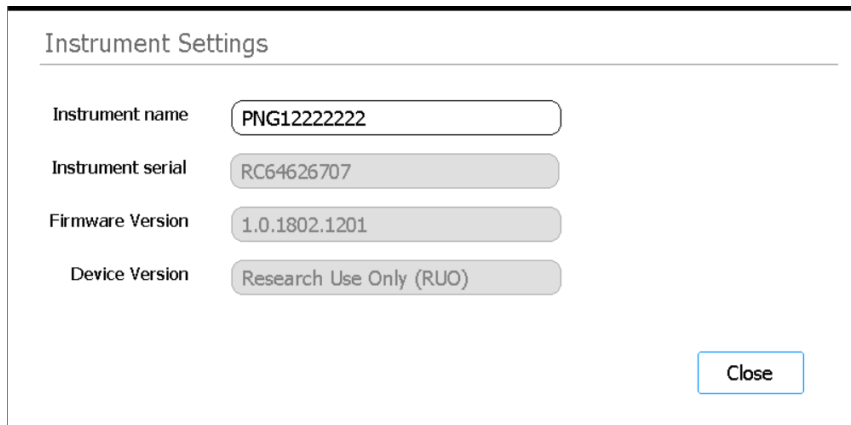 Instrument Settings
Instrument name PNG12222222
Instrument serial RC64626707
Firmware Version 1.0.1802.1201
Device Version Research Use Only (RUO)
Close